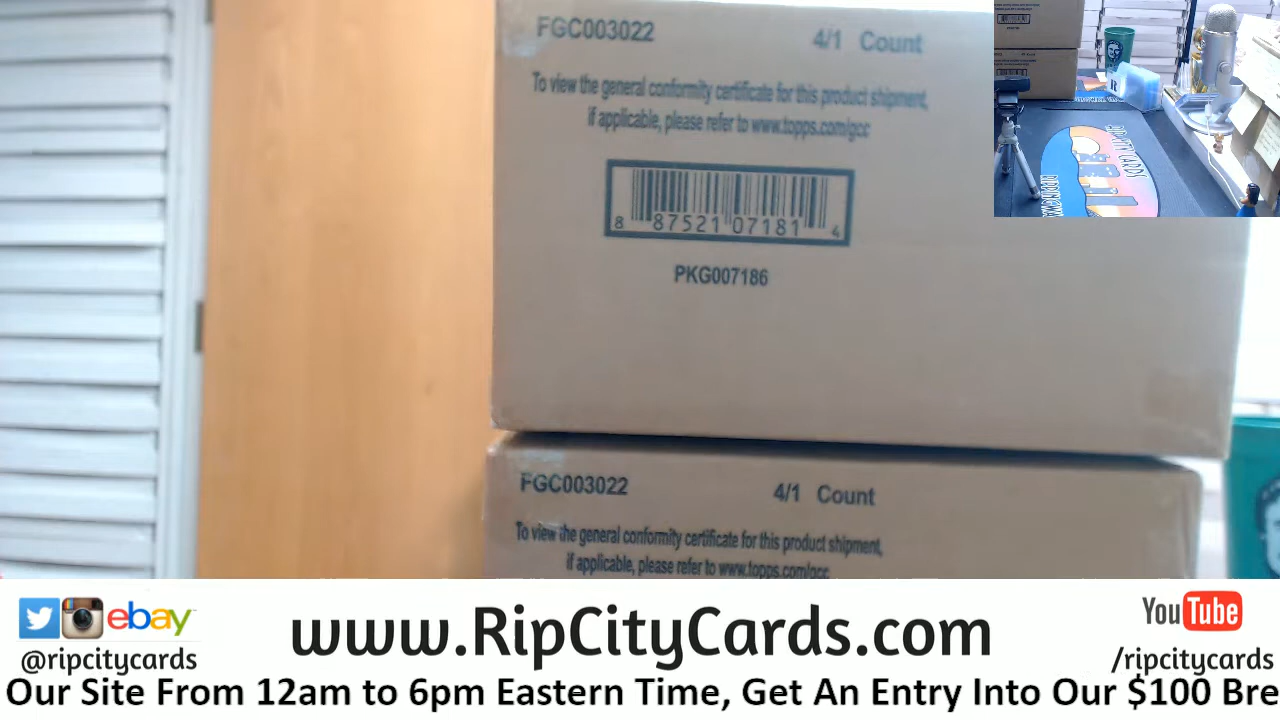 FGC003022
4/1 Count
To view the general conformity certificate for this product shipment,
if applicable, please refer to www.topps.com/gcc
8 87521 07181 4
PKG007186
RIP CITY CARDS
FGC003022
4/1 Count
To view the general conformity certificate for this product shipment,
if applicable, please refer to www.topps.com/gcc
ebay
@ripcitycards
www.RipCityCards.com
YouTube
/ripcitycards
Our Site From 12am to 6pm Eastern Time, Get An Entry Into Our $100 Bre